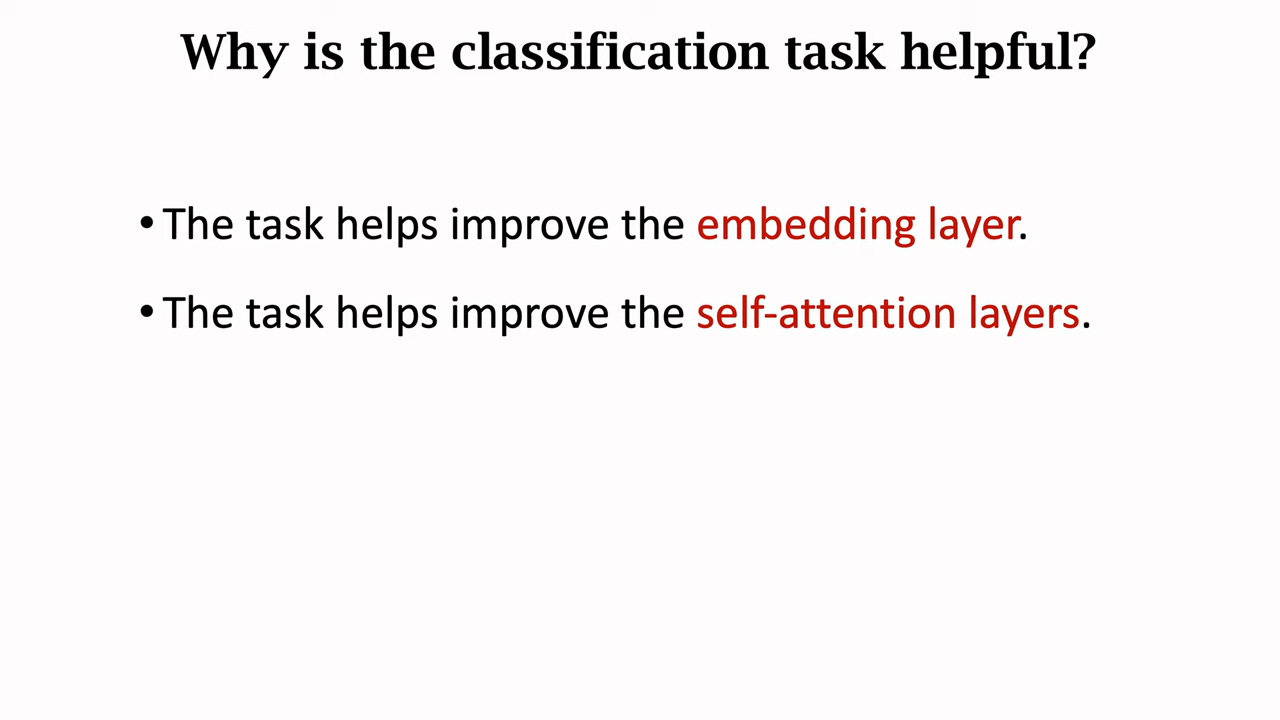 Why is the classification task helpful?
• The task helps improve the embedding layer.
• The task helps improve the self-attention layers.